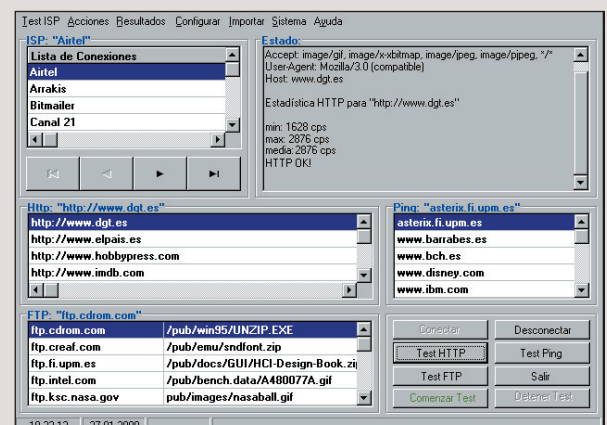 Test ISP Acciones Resultados Configurar Importar Sistema Ayuda
ISP: "Airtel"
Lista de Conexiones
Airtel
Arrakis
Bitmailer
Canal 21
Estado:
Accept: image/gif, image/x-xbitmap, image/jpeg, image/pjpeg, */*
User-Agent: Mozilla/3.0 (compatible)
Host: www.dgt.es
Estadística HTTP para "http://www.dgt.es"
min: 1628 cps
max: 2876 cps
media: 2876 cps
HTTP OK!
Http: "http://www.dgt.es"
http://www.dgt.es
http://www.elpais.es
http://www.hobbypress.com
http://www.imdb.com
Ping: "asterix.fi.upm.es"
asterix.fi.upm.es
www.barrabes.es
www.bch.es
www.disney.com
www.ibm.com
FTP: "ftp.cdrom.com"
ftp.cdrom.com /pub/win95/UNZIP.EXE
ftp.creaf.com /pub/emu/sndfont.zip
ftp.fi.upm.es /pub/docs/GUI/HCI-Design-Book.zi
ftp.intel.com /pub/bench.data/A480077A.gif
ftp.ksc.nasa.gov pub/images/nasaball.gif
Conectar Desconectar
Test HTTP Test Ping
Test FTP Salir
Comenzar Test Detener Test